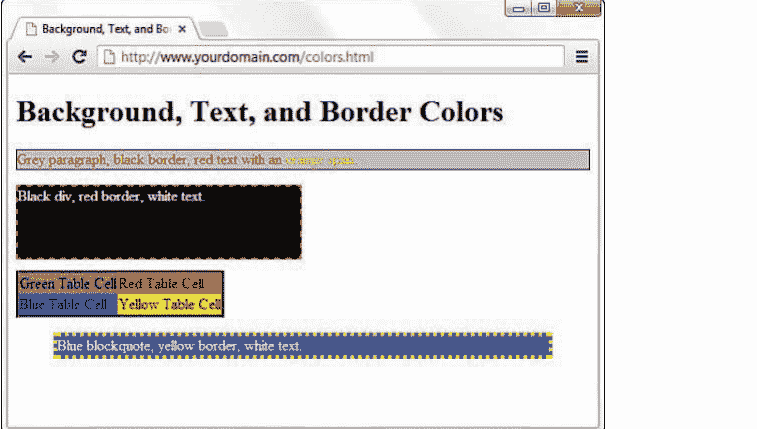 Background, Text, and Bo
http://www.yourdomain.com/colors.html
Background, Text, and Border Colors
Grey paragraph, black border, red text with an
Black div, red border, white text.
Green Table Cell Red Table Cell
Blue Table Cell Yellow Table Cell
Blue blockquote, yellow border, white text.